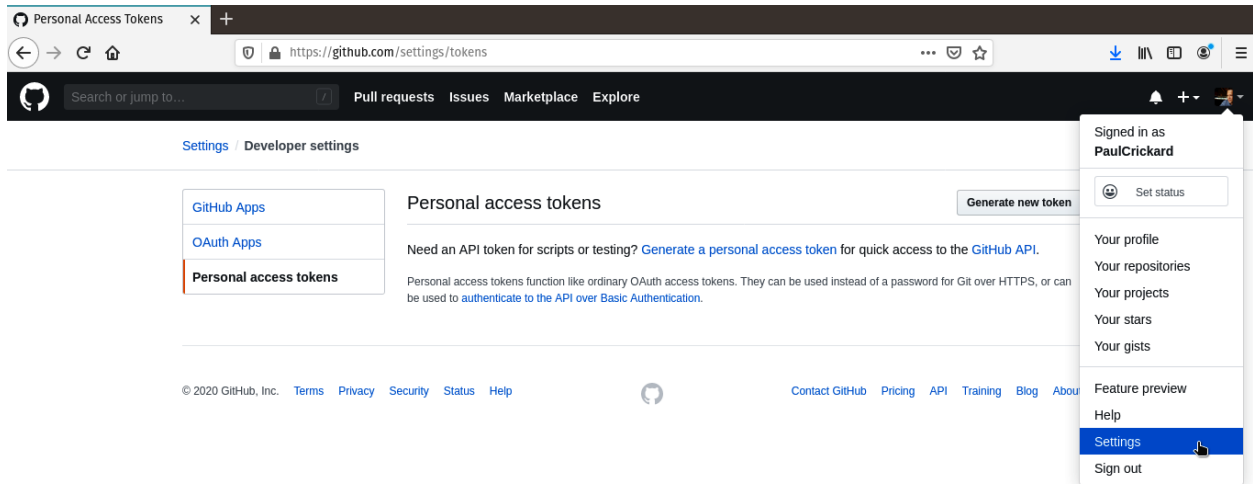 Personal Access Tokens
https://github.com/settings/tokens
Search or jump to... / Pull requests Issues Marketplace Explore
Signed in as
PaulCrickard
Set status
Your profile
Your repositories
Your projects
Your stars
Your gists
Feature preview
Help
Settings
Sign out
Settings / Developer settings
GitHub Apps
OAuth Apps
Personal access tokens
Personal access tokens
Generate new token
Need an API token for scripts or testing? Generate a personal access token for quick access to the GitHub API.
Personal access tokens function like ordinary OAuth access tokens. They can be used instead of a password for Git over HTTPS, or can
be used to authenticate to the API over Basic Authentication.
© 2020 GitHub, Inc. Terms Privacy Security Status Help
Contact GitHub Pricing API Training Blog About